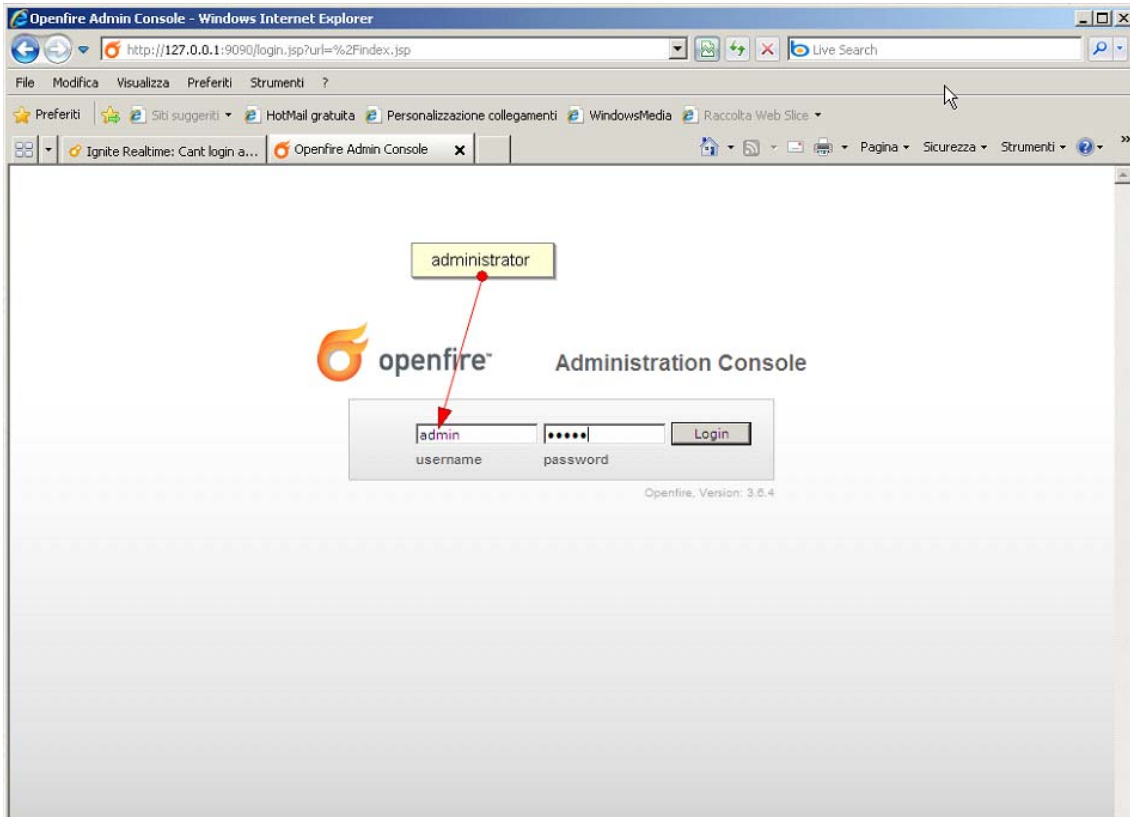 Openfire Admin Console - Windows Internet Explorer
http://127.0.0.1:9090/login.jsp?url=%2Findex.jsp
Live Search
File Modifica Visualizza Preferiti Strumenti ?
Preferiti Siti suggeriti HotMail gratuita Personalizzazione collegamenti WindowsMedia Raccolta Web Slice
Ignite Realtime: Cant login a... Openfire Admin Console Pagina Sicurezza Strumenti
administrator
openfire™ Administration Console
admin Login
username password
Openfire, Version: 3.6.4